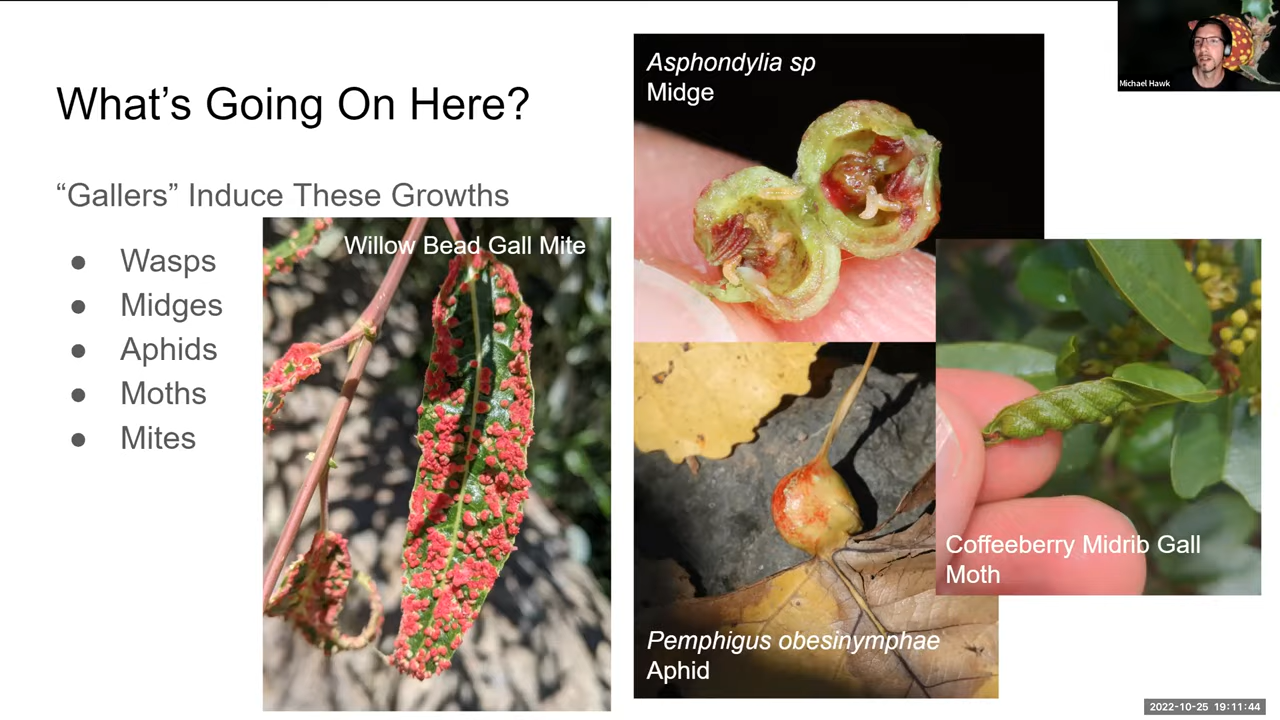 What's Going On Here?
“Gallers” Induce These Growths
● Wasps
● Midges
● Aphids
● Moths
● Mites
Willow Bead Gall Mite
Asphondylia sp
Midge
Pemphigus obesinymphae
Aphid
Coffeeberry Midrib Gall
Moth
Michael Hawk
2022-10-25 19:11:44